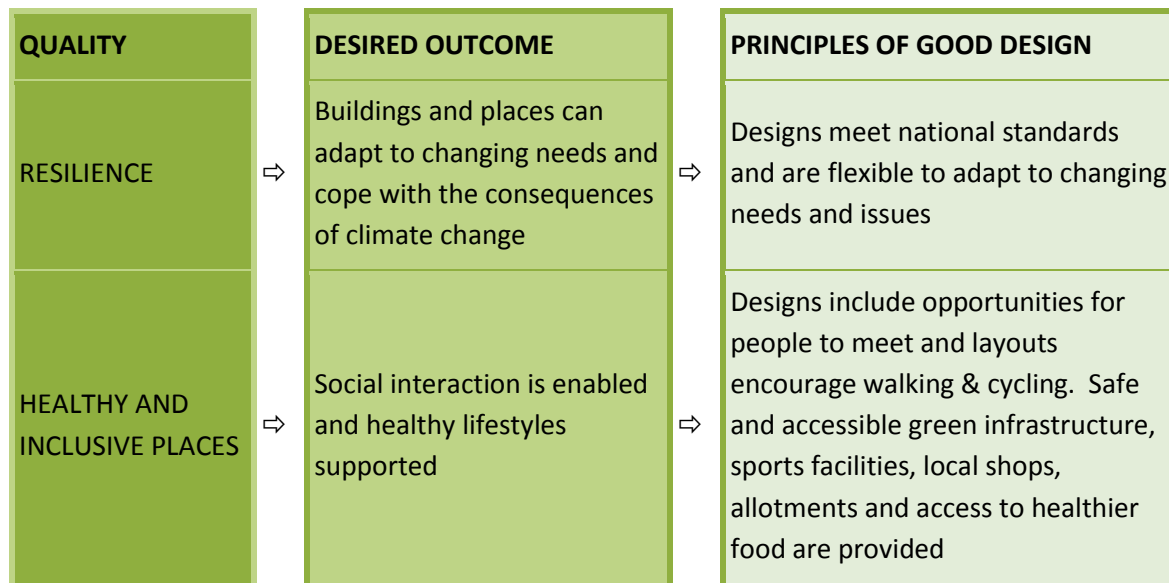 QUALITY
DESIRED OUTCOME
PRINCIPLES OF GOOD DESIGN
RESILIENCE
⇨
Buildings and places can
adapt to changing needs and
cope with the consequences
of climate change
⇨
Designs meet national standards
and are flexible to adapt to changing
needs and issues
HEALTHY AND
INCLUSIVE PLACES
⇨
Social interaction is enabled
and healthy lifestyles
supported
⇨
Designs include opportunities for
people to meet and layouts
encourage walking & cycling.  Safe
and accessible green infrastructure,
sports facilities, local shops,
allotments and access to healthier
food are provided